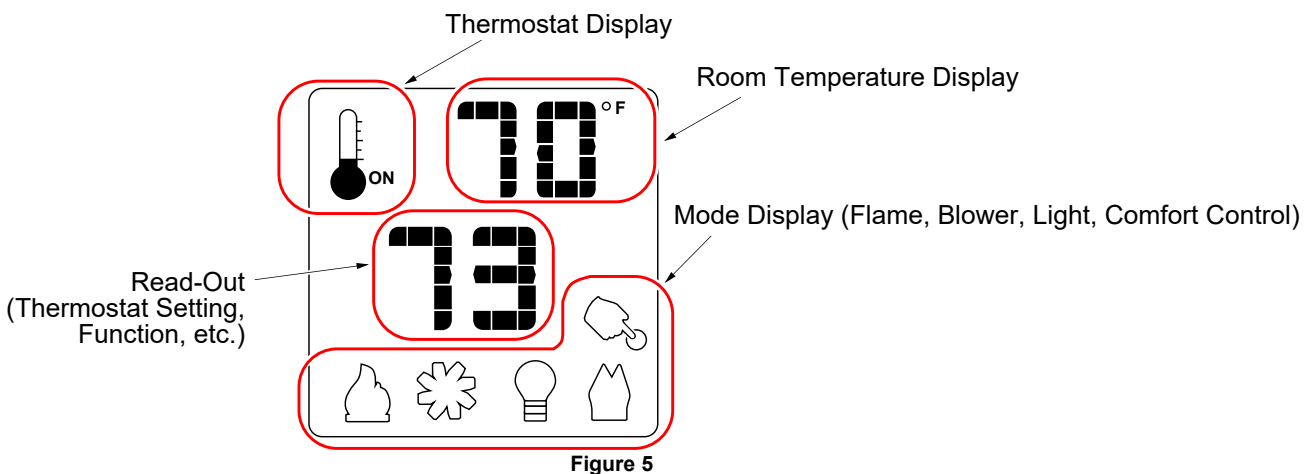 Thermostat Display
Room Temperature Display
70 °F
ON
Mode Display (Flame, Blower, Light, Comfort Control)
73
Read-Out
(Thermostat Setting,
Function, etc.)
Figure 5